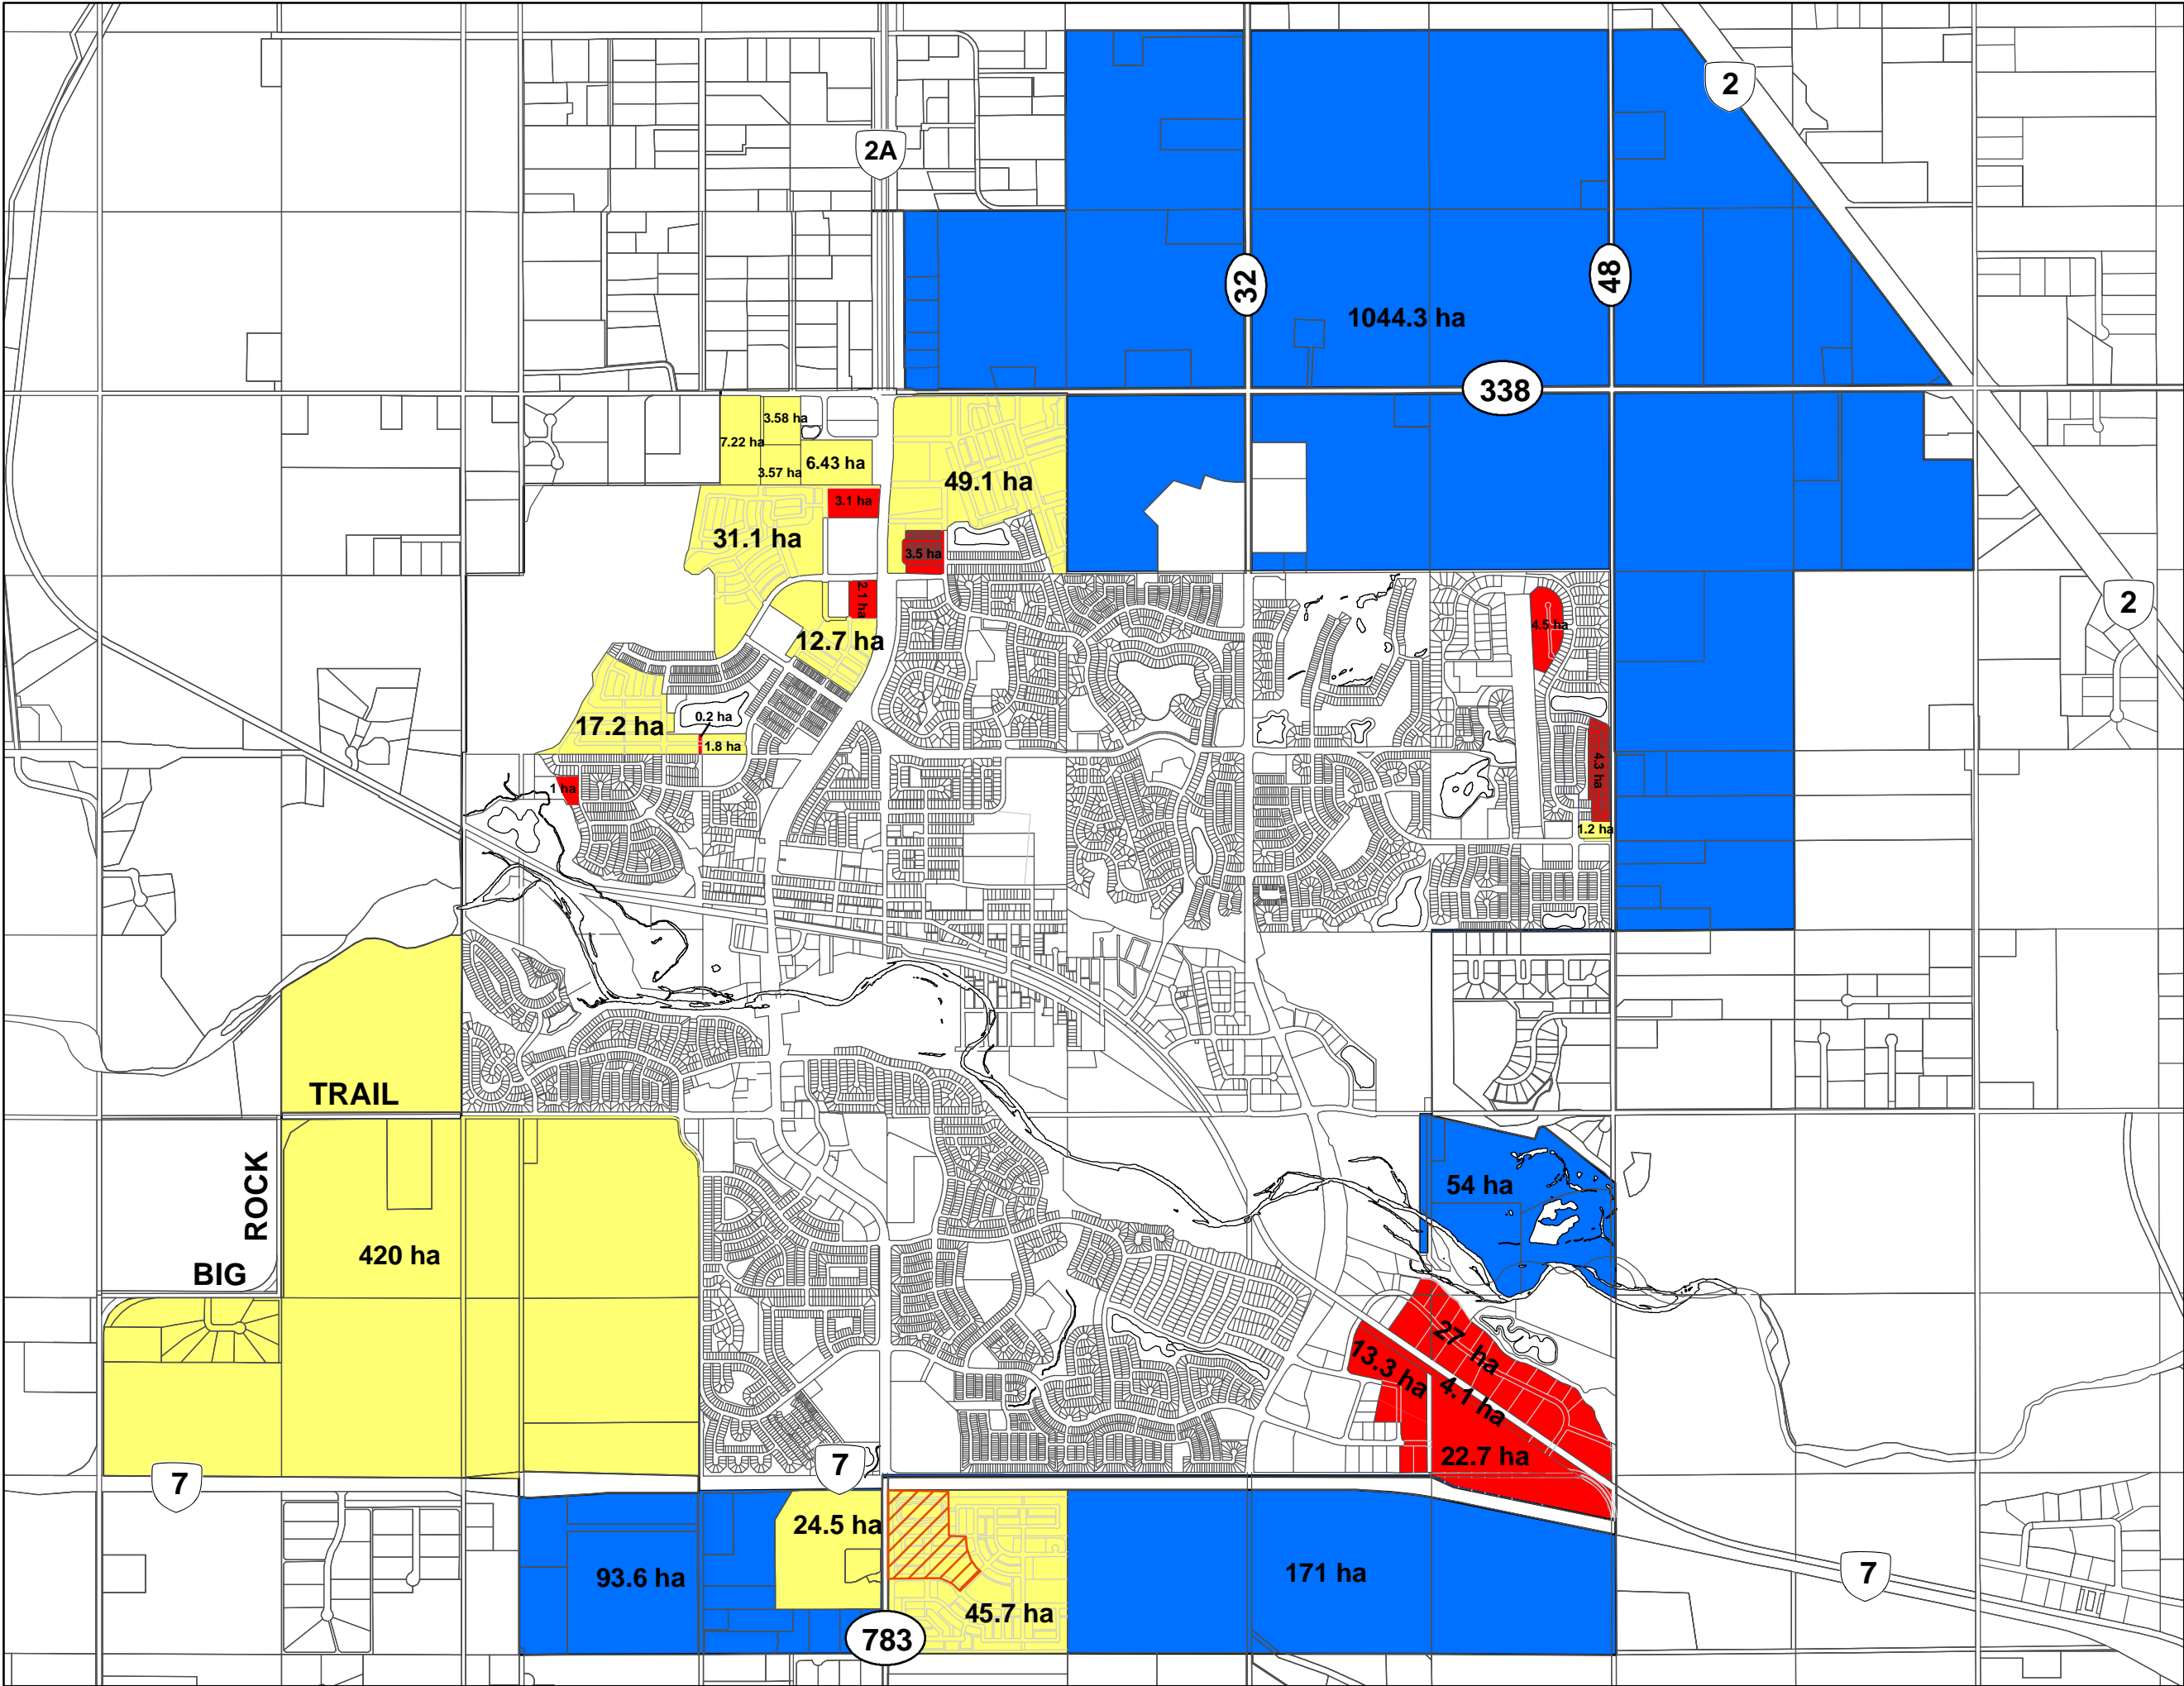 2
2A
32
48
1044.3 ha
338
3.58 ha
7.22 ha
3.57 ha
6.43 ha
49.1 ha
3.1 ha
31.1 ha
3.5 ha
2.1 ha
12.7 ha
2
4.5 ha
17.2 ha
0.2 ha
1.8 ha
4.3 ha
1 ha
1.2 ha
TRAIL
ROCK
BIG
420 ha
54 ha
27 ha
13.3 ha
4.1 ha
22.7 ha
7
7
24.5 ha
93.6 ha
45.7 ha
171 ha
7
783